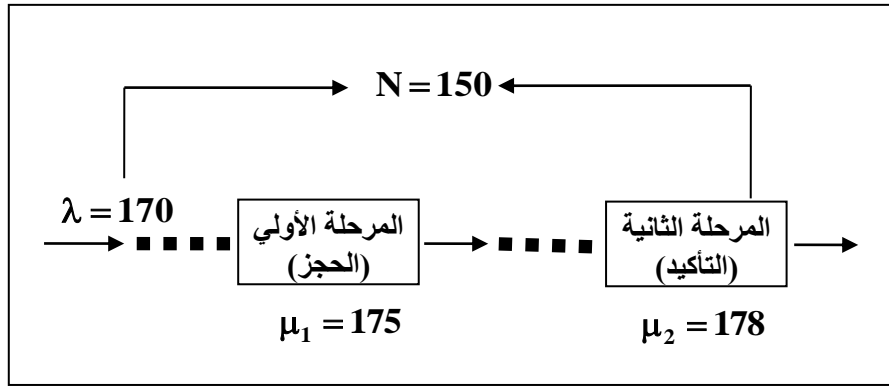 N = 150
λ = 170
المرحلة الأولي
(الحجز)
المرحلة الثانية
(التأكيد)
μ₁ = 175
μ₂ = 178